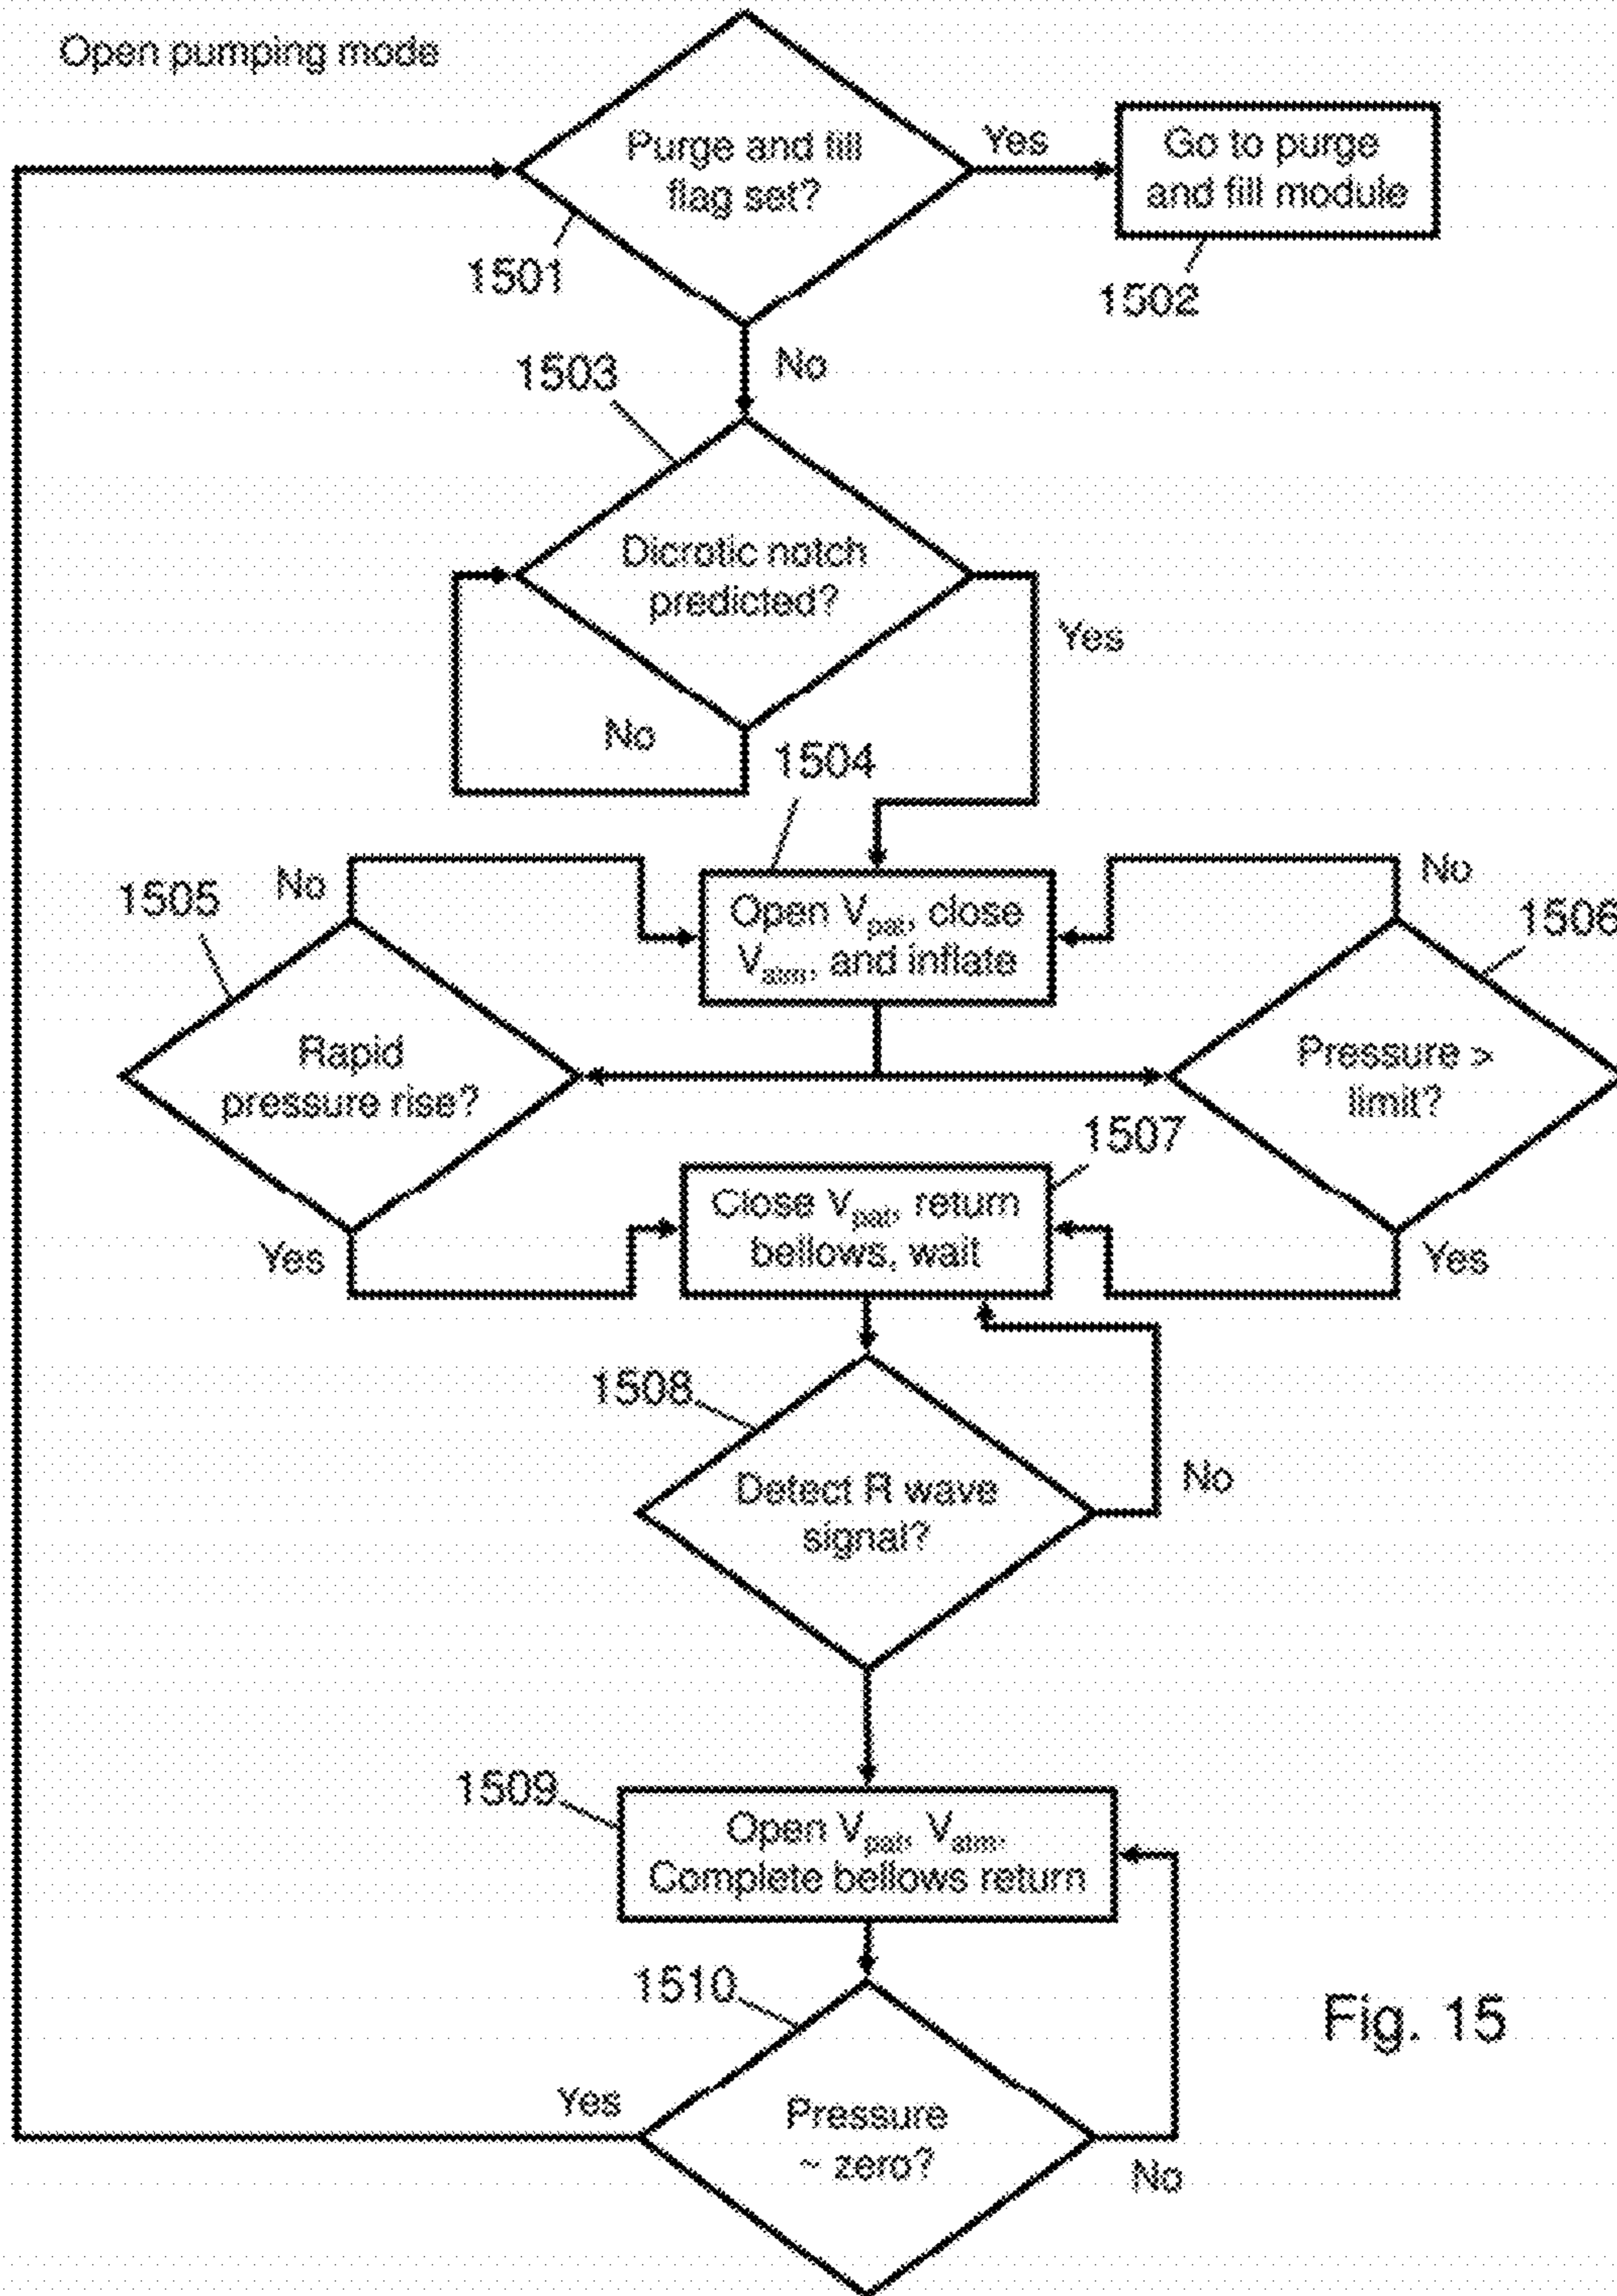 Open pumping mode
Purge and fill
flag set?
Yes
Go to purge
and fill module
1501
1502
No
1503
Dicrotic notch
predicted?
Yes
No
1504
No
Open Vpat, close
Vatm, and inflate
No
1505
1506
Rapid
pressure rise?
Pressure >
limit?
1507
Close Vpat, return
bellows, wait
Yes
Yes
1508
Detect R wave
signal?
No
1509
Open Vpat, Vatm.
Complete bellows return
1510
Fig. 15
Yes
Pressure
~ zero?
No